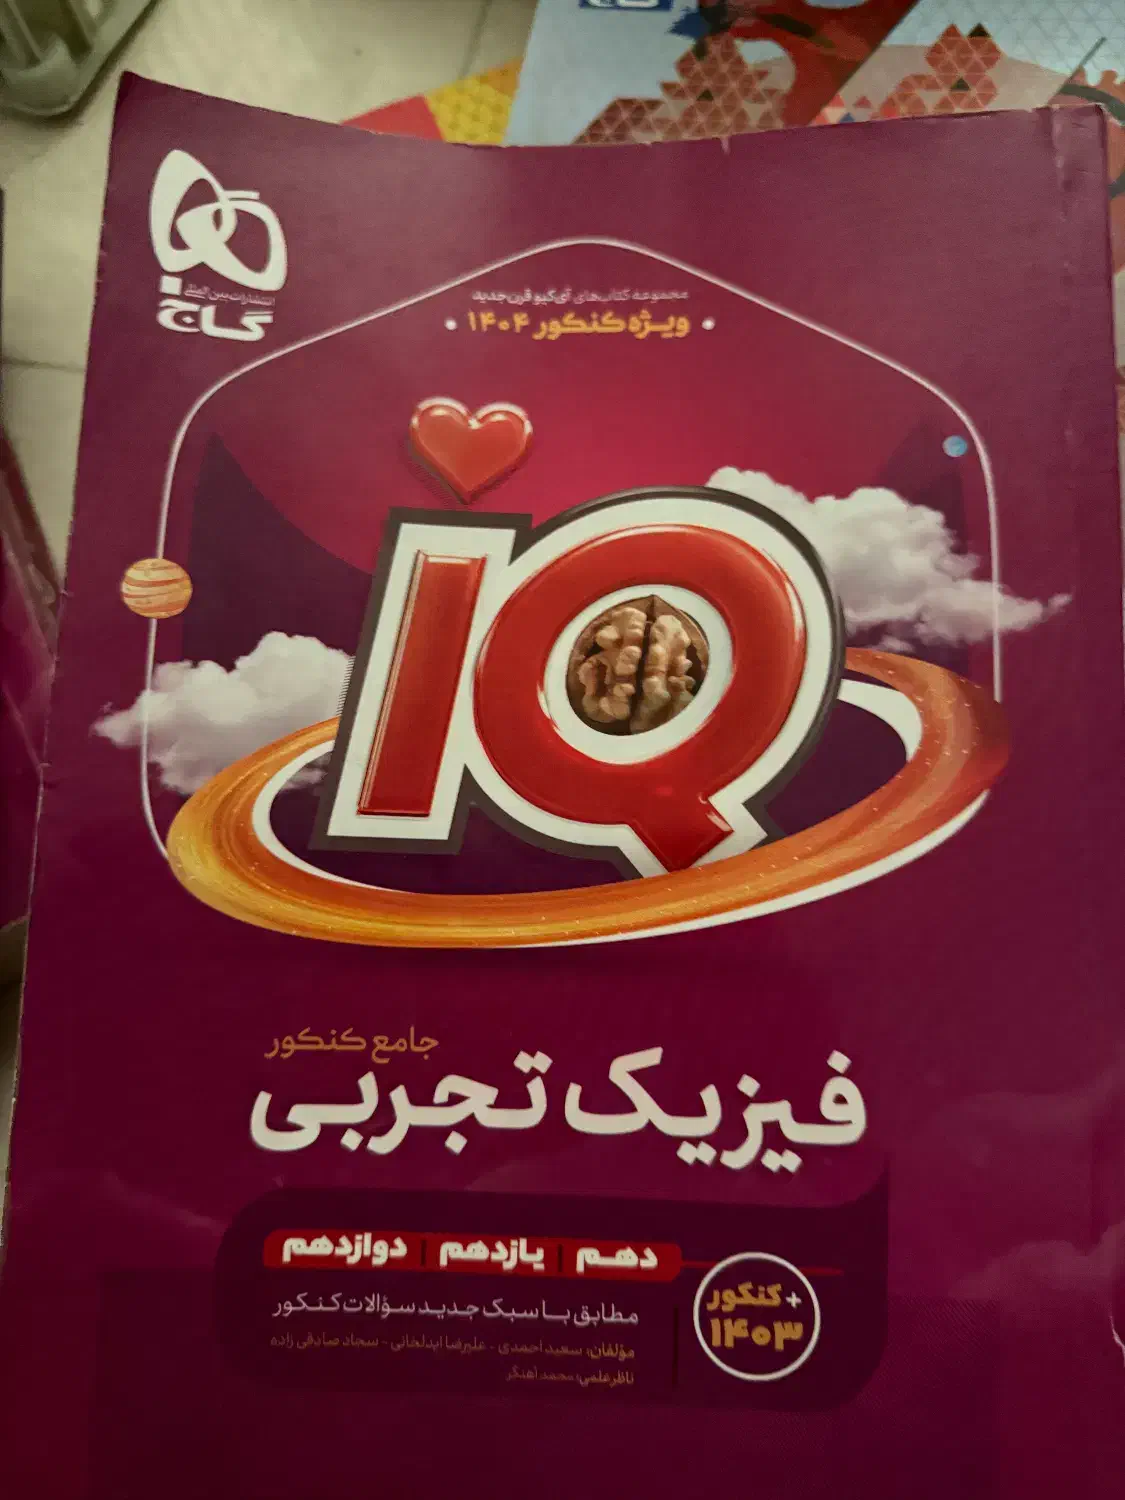 انتشارات بین‌المللی
گاج
مجموعه کتاب‌های آی‌کیو قرن جدید
• ویــژه کنکور ۱۴۰۴ •
IQ
جامع کنکور
فیزیک تجربی
دهم | یازدهم | دوازدهم
+ کنکور
۱۴۰۳
مطابق با سبک جدید سؤالات کنکور
مؤلفان: سعید احمدی - علیرضا ایدلخانی - سجاد صادقی زاده
ناظر علمی: محمد آهنگر